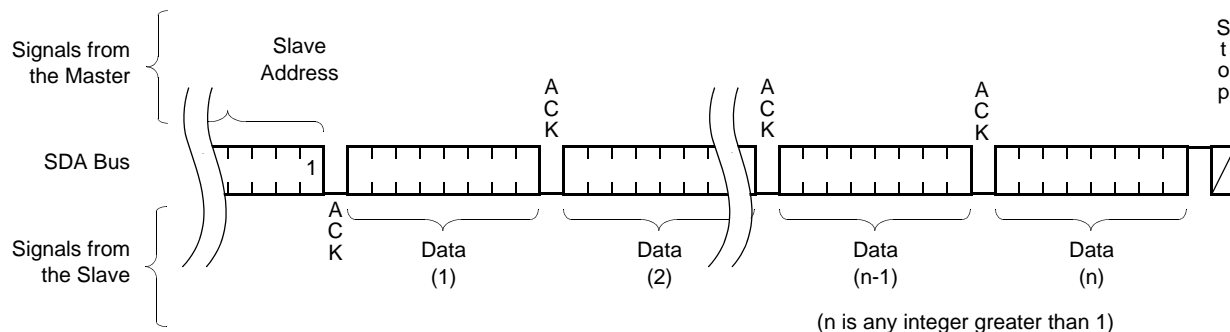 Signals from
the Master
Slave
Address
S
t
o
p
A
C
K
A
C
K
A
C
K
SDA Bus
1
A
C
K
Signals from
the Slave
Data
(1)
Data
(2)
Data
(n-1)
Data
(n)
(n is any integer greater than 1)